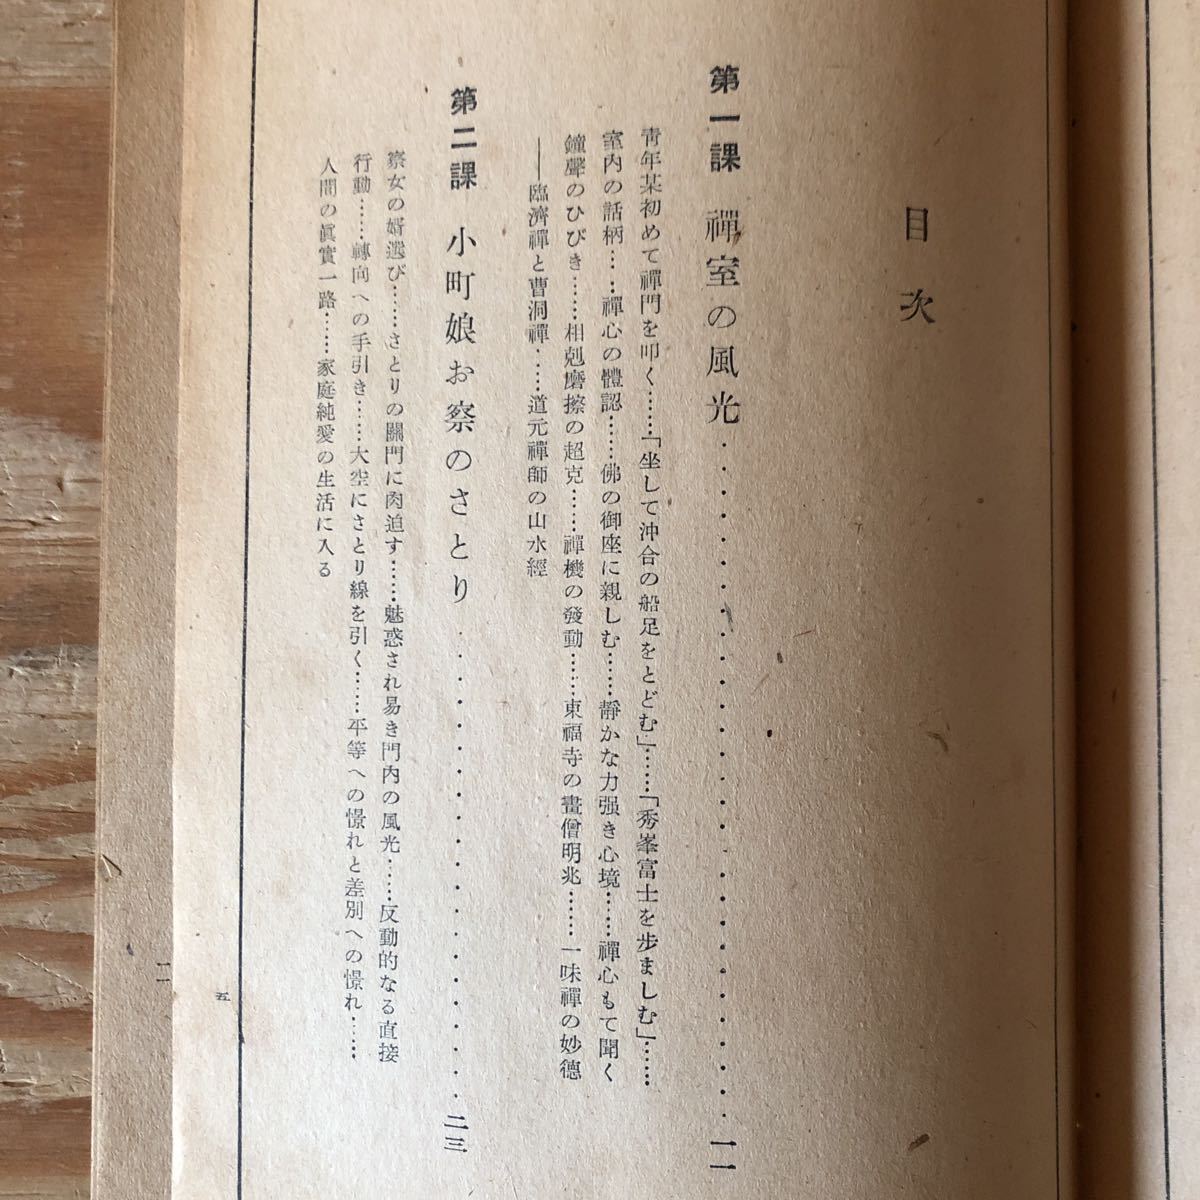 目次
第一課 禪室の風光・・・・・・・・・・・・・・・・・・・・・一一
靑年某初めて禪門を叩く……「坐して沖合の船足をとどむ」……「秀峯富士を步ましむ」……
室內の話柄……禪心の體認……佛の御座に親しむ……靜かな力强き心境……禪心もて聞く
鐘聲のひびき……相剋磨擦の超克……禪機の發動……東福寺の畫僧明兆……一味禪の妙德
――臨濟禪と曹洞禪……道元禪師の山水經
第二課 小町娘お察のさとり・・・・・・・・・・・・・・・・・・二三
察女の婿選び……さとりの關門に肉迫す……魅惑され易き門內の風光……反動的なる直接
行動……轉向への手引き……大空にさとり線を引く……平等への憬れと差別への憬れ……
人間の眞實一路……家庭純愛の生活に入る
五
二